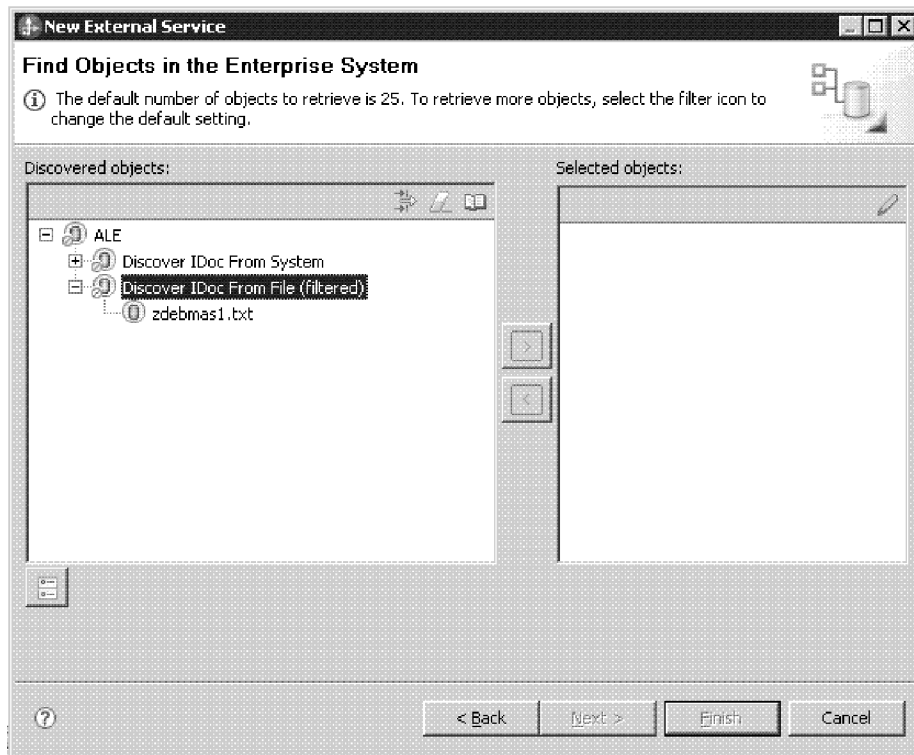 New External Service
Find Objects in the Enterprise System
The default number of objects to retrieve is 25. To retrieve more objects, select the filter icon to
change the default setting.
Discovered objects:
Selected objects:
ALE
Discover IDoc From System
Discover IDoc From File (filtered)
zdebmas1.txt
>
<
?
< Back
Next >
Finish
Cancel